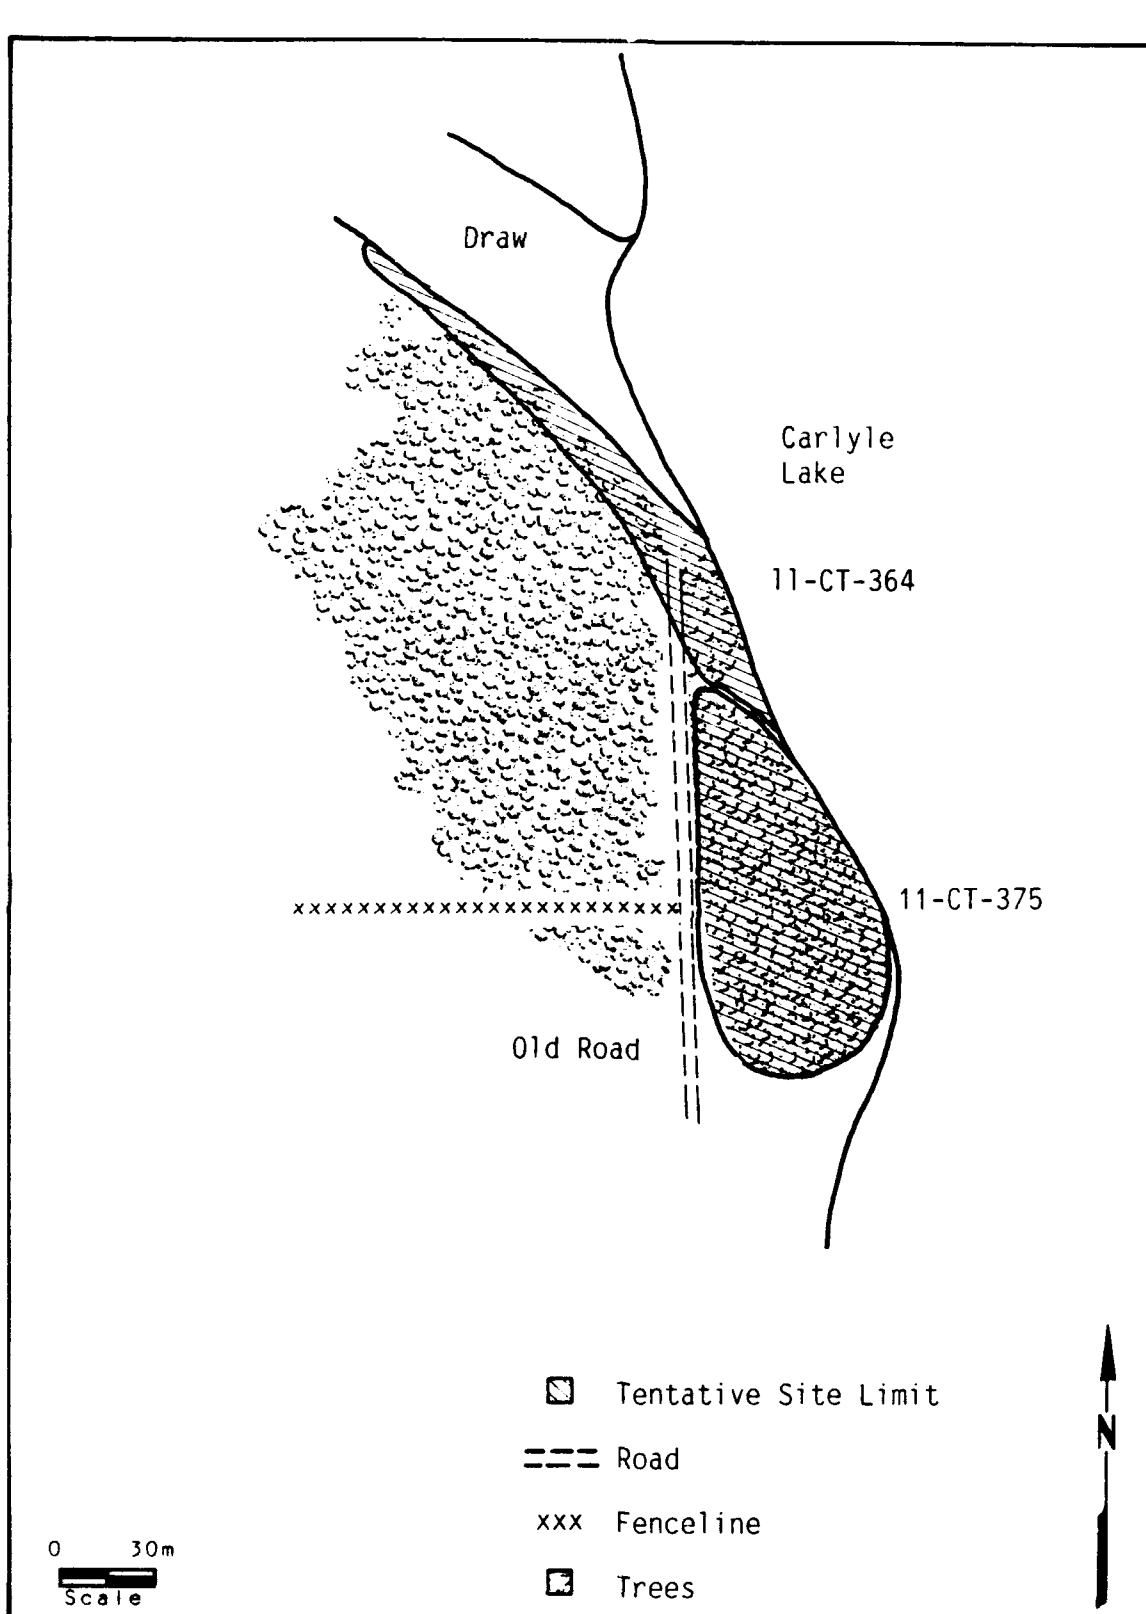 Draw
Carlyle
Lake
11-CT-364
11-CT-375
xxxxxxxxxxxxxxxxxxxxxxxx
Old Road
Tentative Site Limit
Road
xxx Fenceline
Trees
N
0 30m
Scale